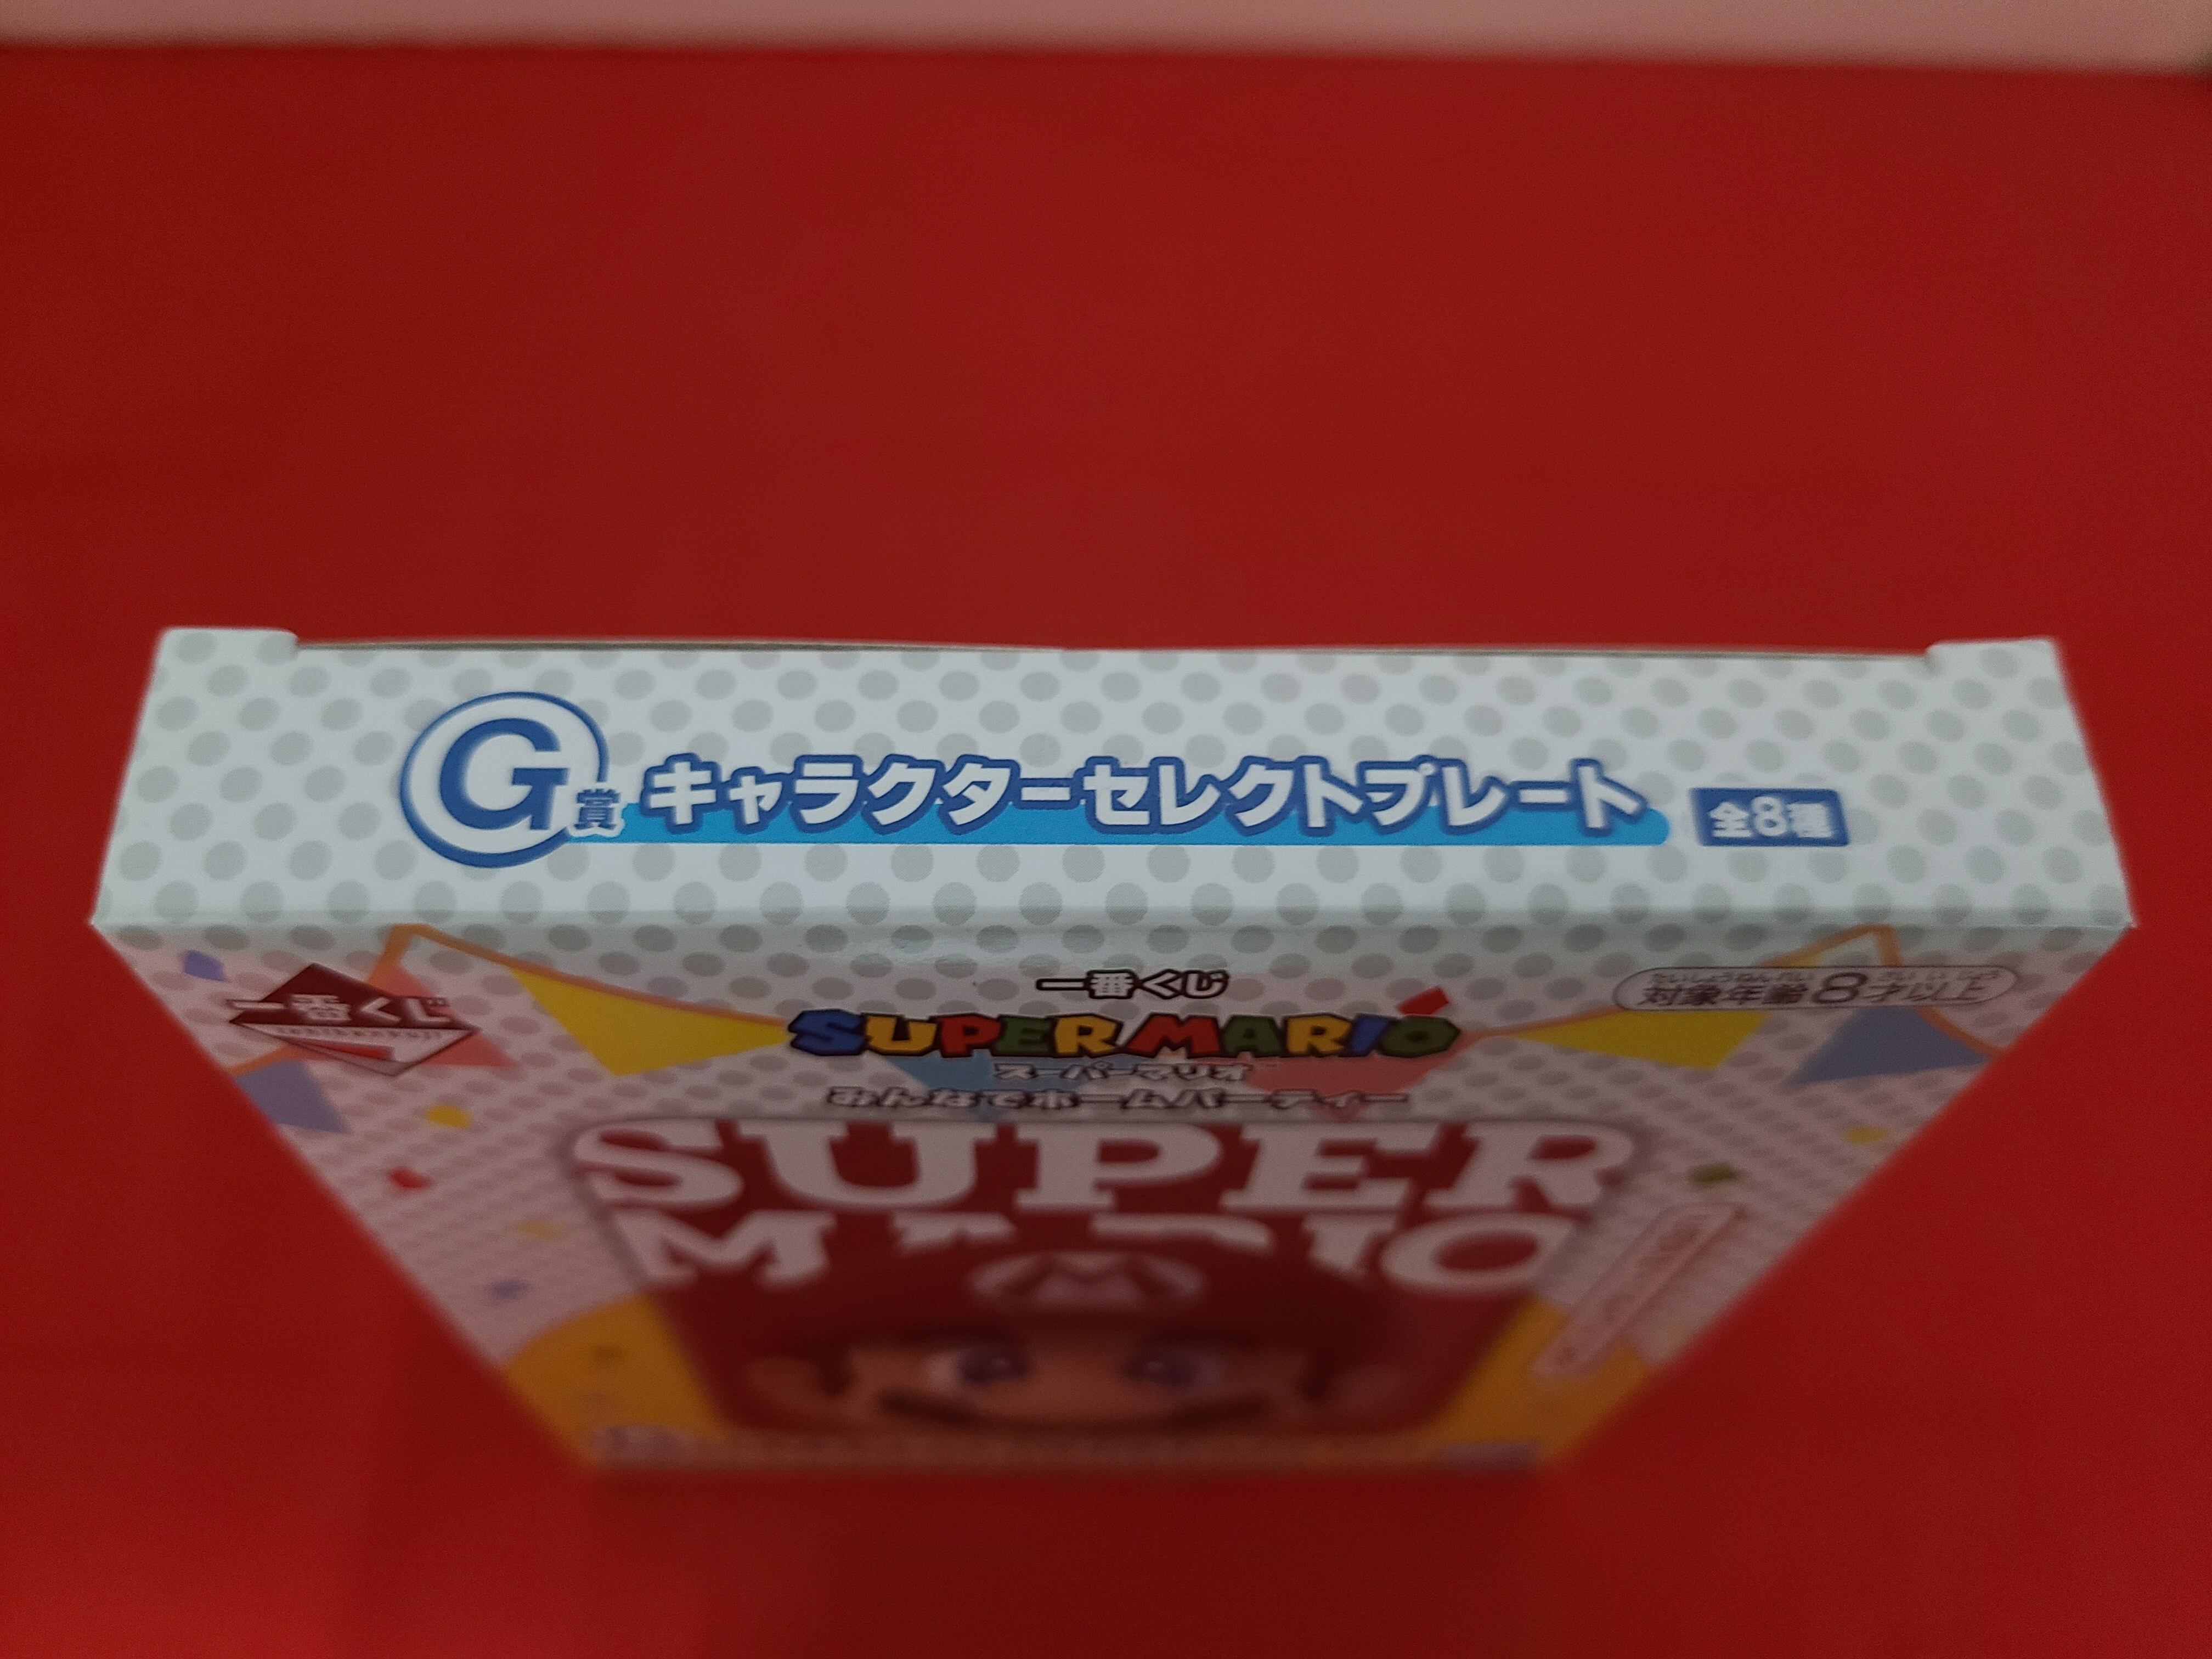 G賞 キャラクターセレクトプレート 全8種
一番くじ
一番くじ
対象年齢8才以上
SUPER MARIO
スーパーマリオ
みんなでホームパーティー
SUPER
MARIO
M